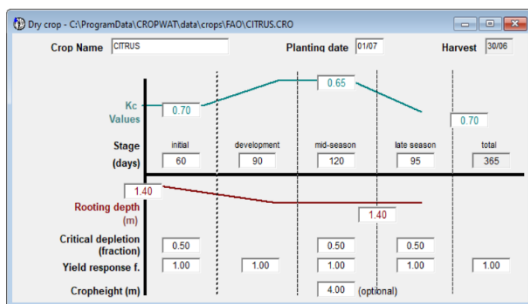 Dry crop - C:\ProgramData\CROPWAT\data\crops\FAO\CITRUS.CRO
Crop Name CITRUS Planting date 01/07 Harvest 30/06
Kc Values 0.70 0.65 0.70
Stage initial development mid-season late season total
(days) 60 90 120 95 365
1.40
Rooting depth (m) 1.40
Critical depletion (fraction) 0.50 0.50 0.50
Yield response f. 1.00 1.00 1.00 1.00 1.00
Cropheight (m) 4.00 (optional)